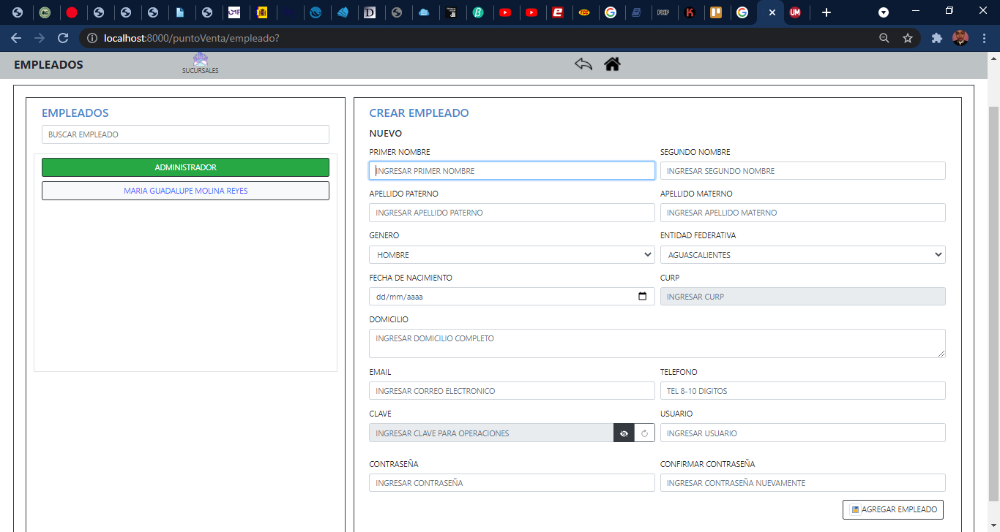 localhost:8000/puntoVenta/empleado?
EMPLEADOS
SUCURSALES
EMPLEADOS
BUSCAR EMPLEADO
ADMINISTRADOR
MARIA GUADALUPE MOLINA REYES
CREAR EMPLEADO
NUEVO
PRIMER NOMBRE SEGUNDO NOMBRE
INGRESAR PRIMER NOMBRE INGRESAR SEGUNDO NOMBRE
APELLIDO PATERNO APELLIDO MATERNO
INGRESAR APELLIDO PATERNO INGRESAR APELLIDO MATERNO
GENERO ENTIDAD FEDERATIVA
HOMBRE AGUASCALIENTES
FECHA DE NACIMIENTO CURP
dd/mm/aaaa INGRESAR CURP
DOMICILIO
INGRESAR DOMICILIO COMPLETO
EMAIL TELEFONO
INGRESAR CORREO ELECTRONICO TEL 8-10 DIGITOS
CLAVE USUARIO
INGRESAR CLAVE PARA OPERACIONES INGRESAR USUARIO
CONTRASEÑA CONFIRMAR CONTRASEÑA
INGRESAR CONTRASEÑA INGRESAR CONTRASEÑA NUEVAMENTE
AGREGAR EMPLEADO